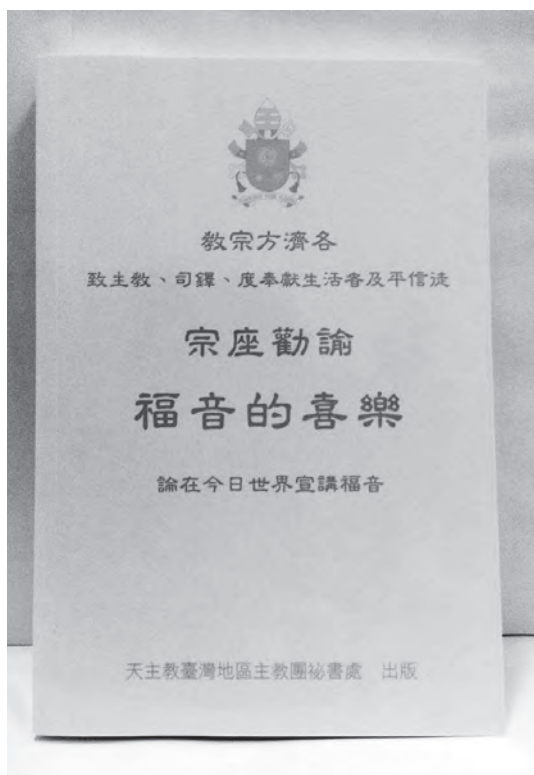 教宗方濟各
致主教、司鐸、度奉獻生活者及平信徒
宗座勸諭
福音的喜樂
論在今日世界宣講福音
天主教臺灣地區主教團祕書處　出版